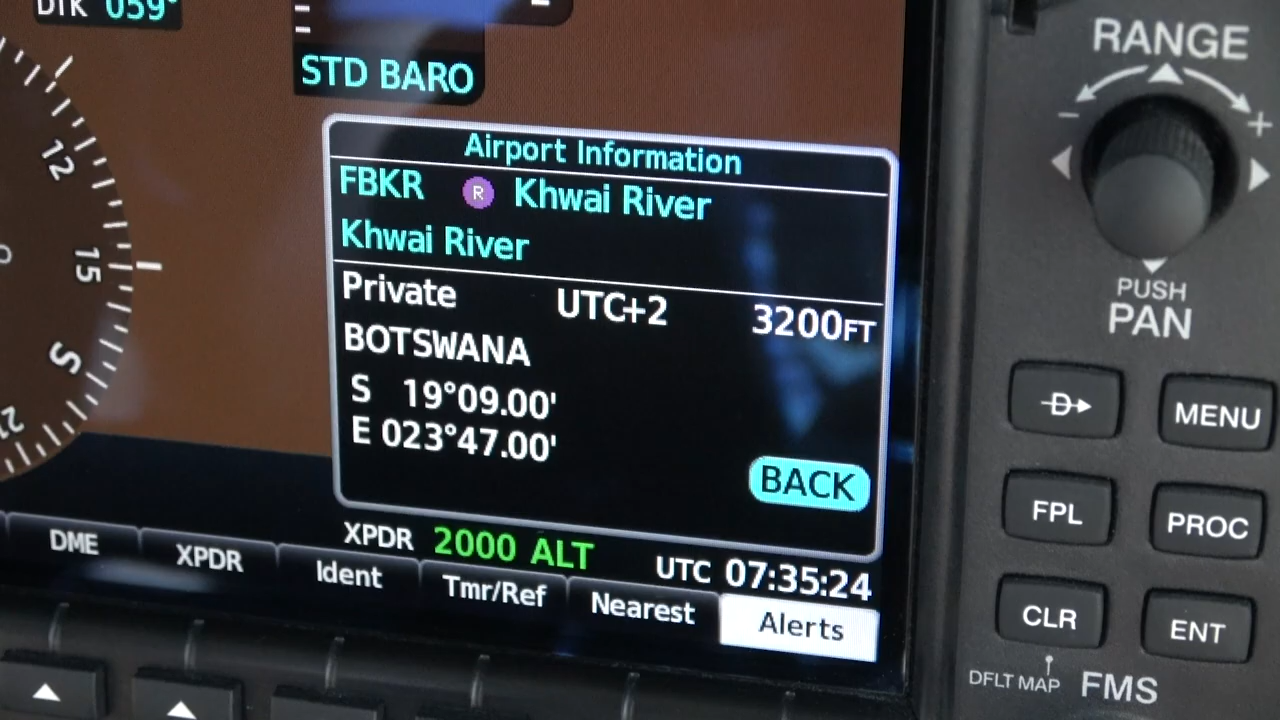 DTK 059°
STD BARO
12
15
S
21
Airport Information
FBKR R Khwai River
Khwai River
Private UTC+2 3200FT
BOTSWANA
S 19°09.00'
E 023°47.00'
BACK
XPDR 2000 ALT UTC 07:35:24
DME XPDR Ident Tmr/Ref Nearest Alerts
RANGE
- +
PUSH
PAN
D MENU
FPL PROC
CLR ENT
DFLT MAP FMS